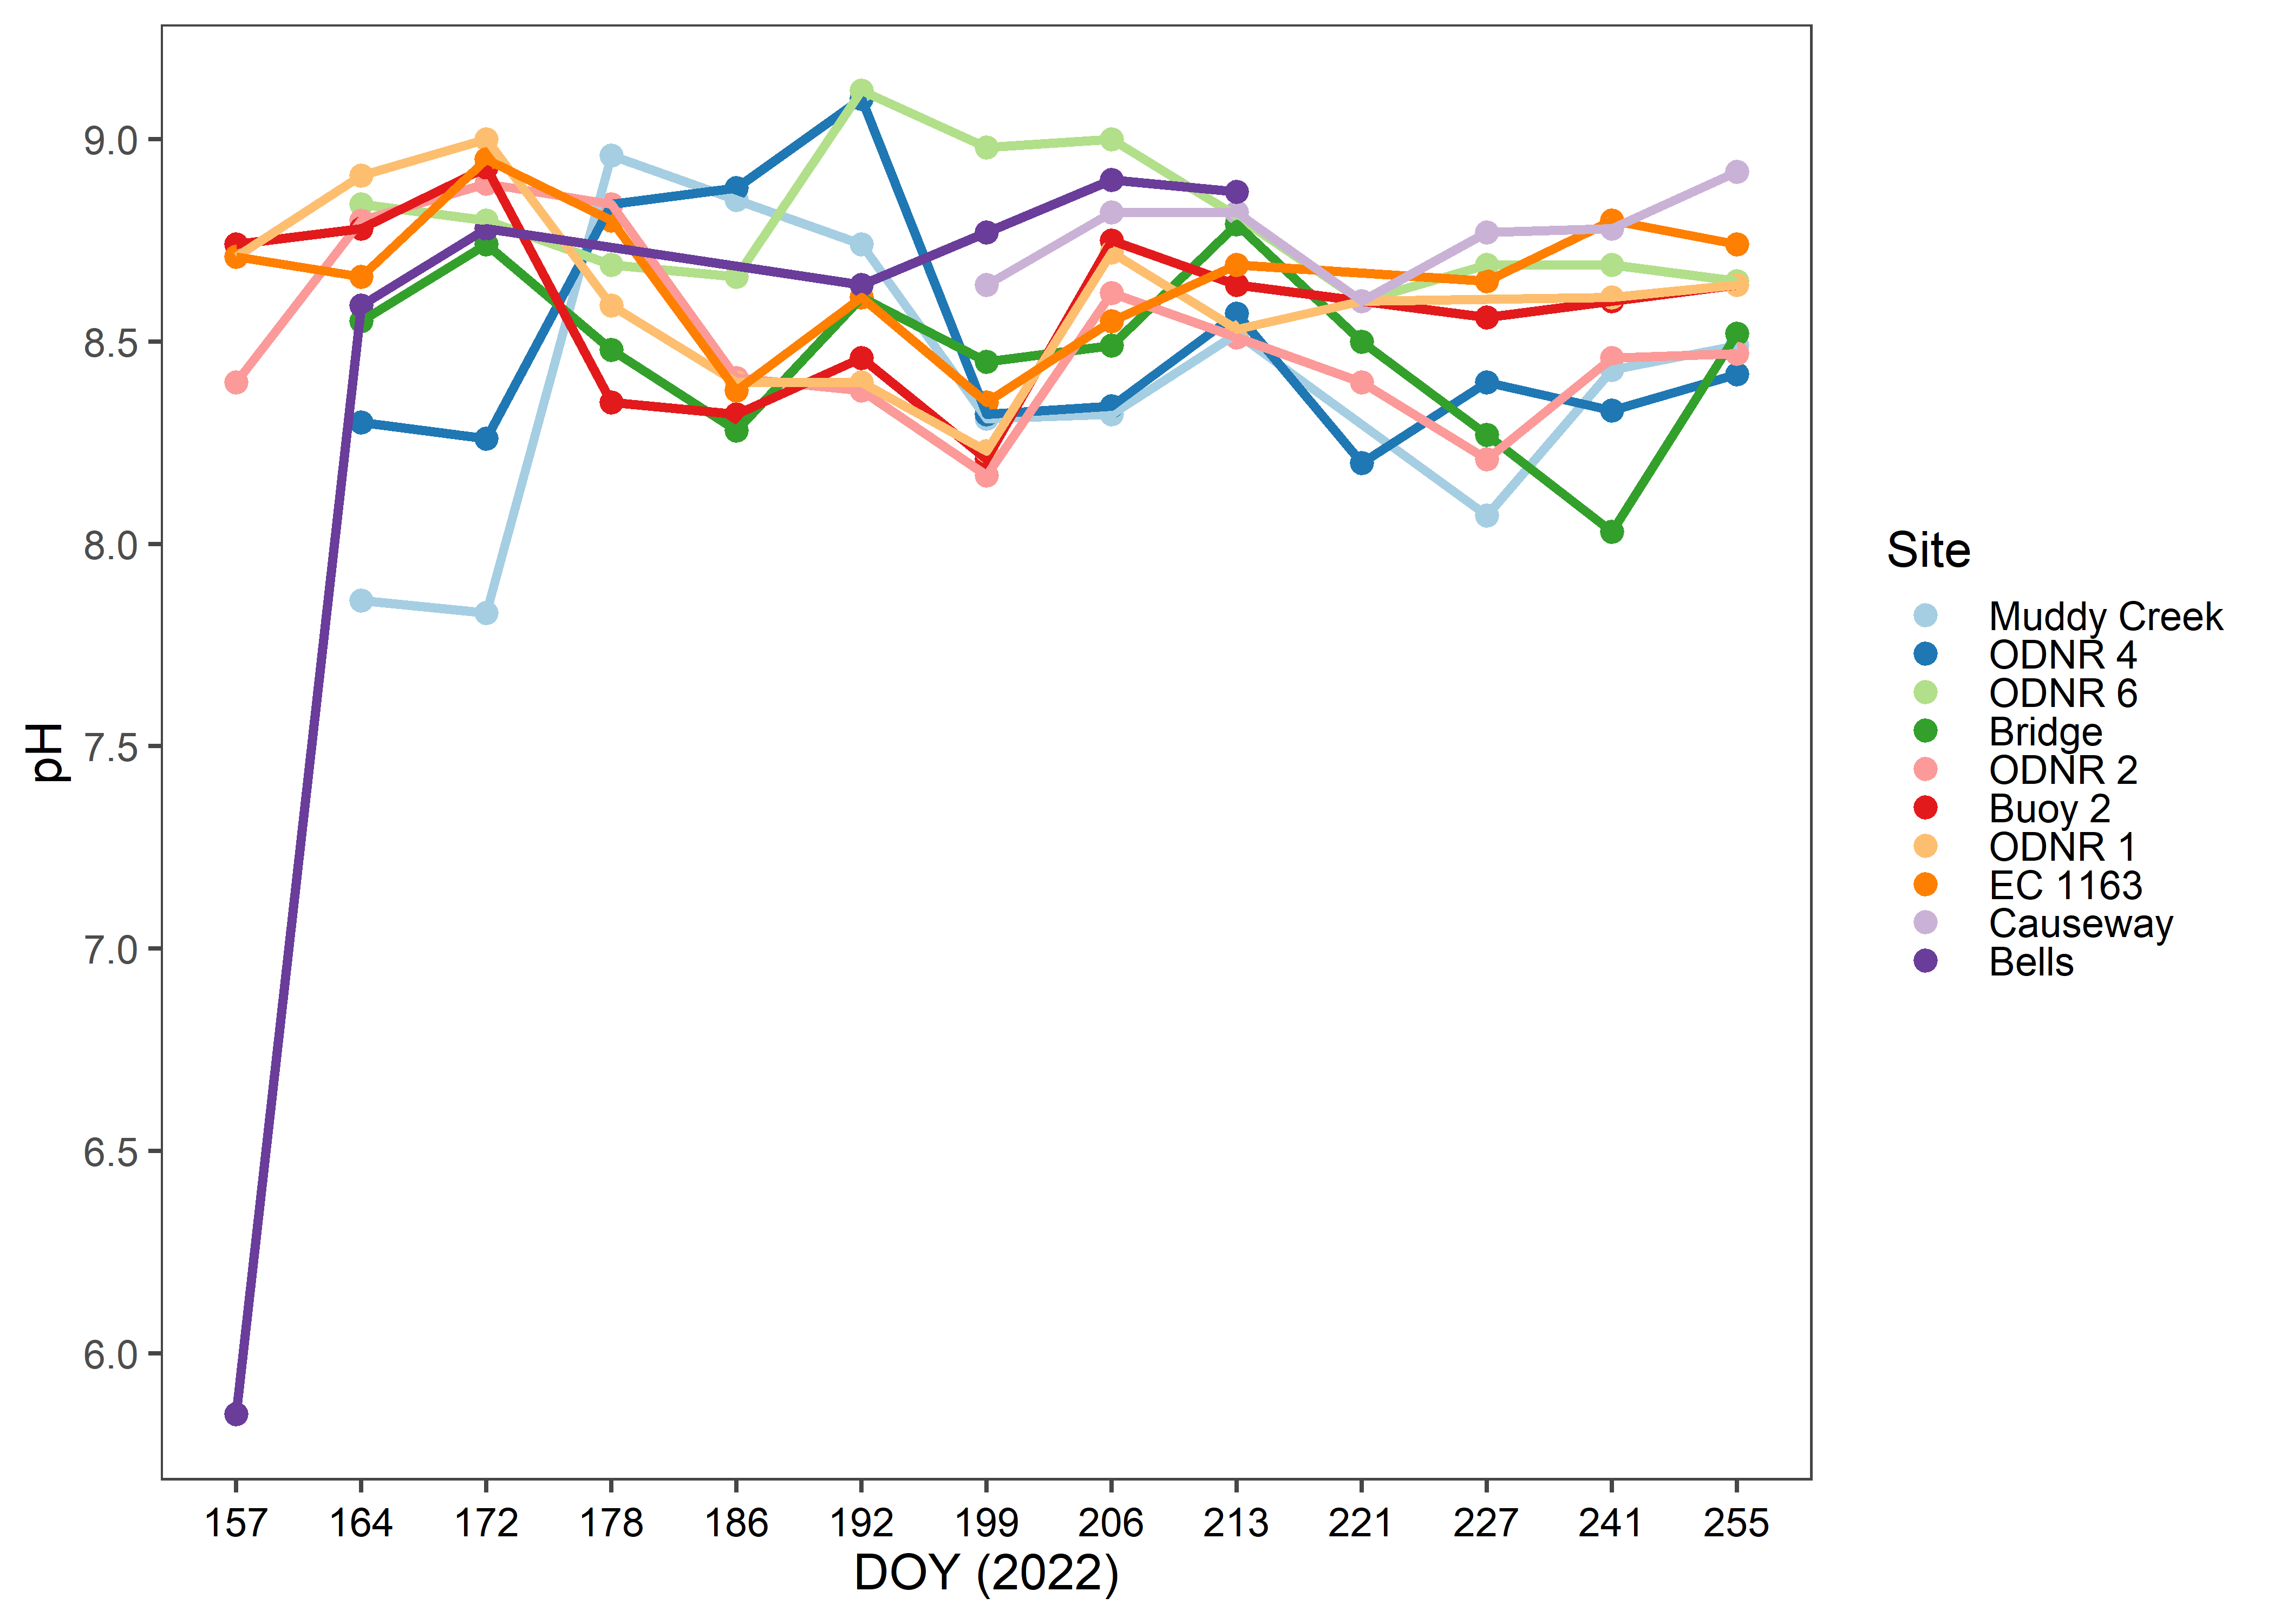 9.0
8.5
8.0
7.5
7.0
6.5
6.0
pH
157 164 172 178 186 192 199 206 213 221 227 241 255
DOY (2022)
Site
Muddy Creek
ODNR 4
ODNR 6
Bridge
ODNR 2
Buoy 2
ODNR 1
EC 1163
Causeway
Bells